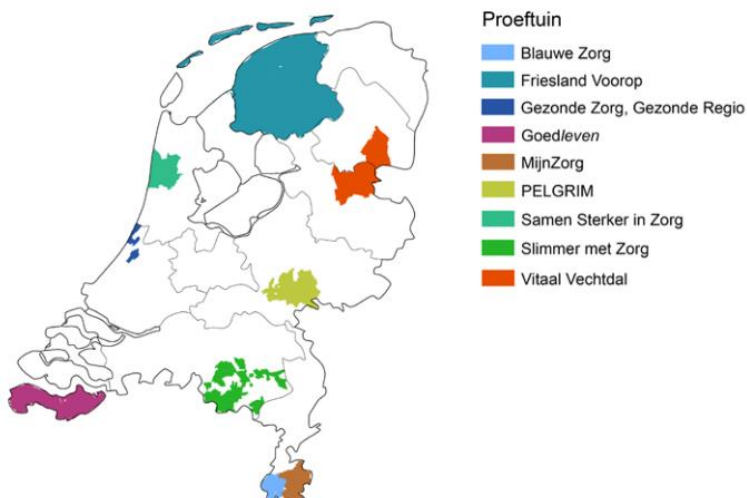 Proeftuin
Blauwe Zorg
Friesland Voorop
Gezonde Zorg, Gezonde Regio
Goedleven
MijnZorg
PELGRIM
Samen Sterker in Zorg
Slimmer met Zorg
Vitaal Vechtdal